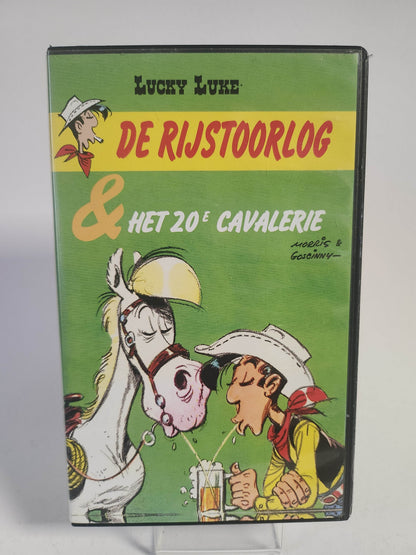 LUCKY LUKE
DE RIJSTOORLOG
& HET 20E CAVALERIE
MORRIS &
GOSCINNY